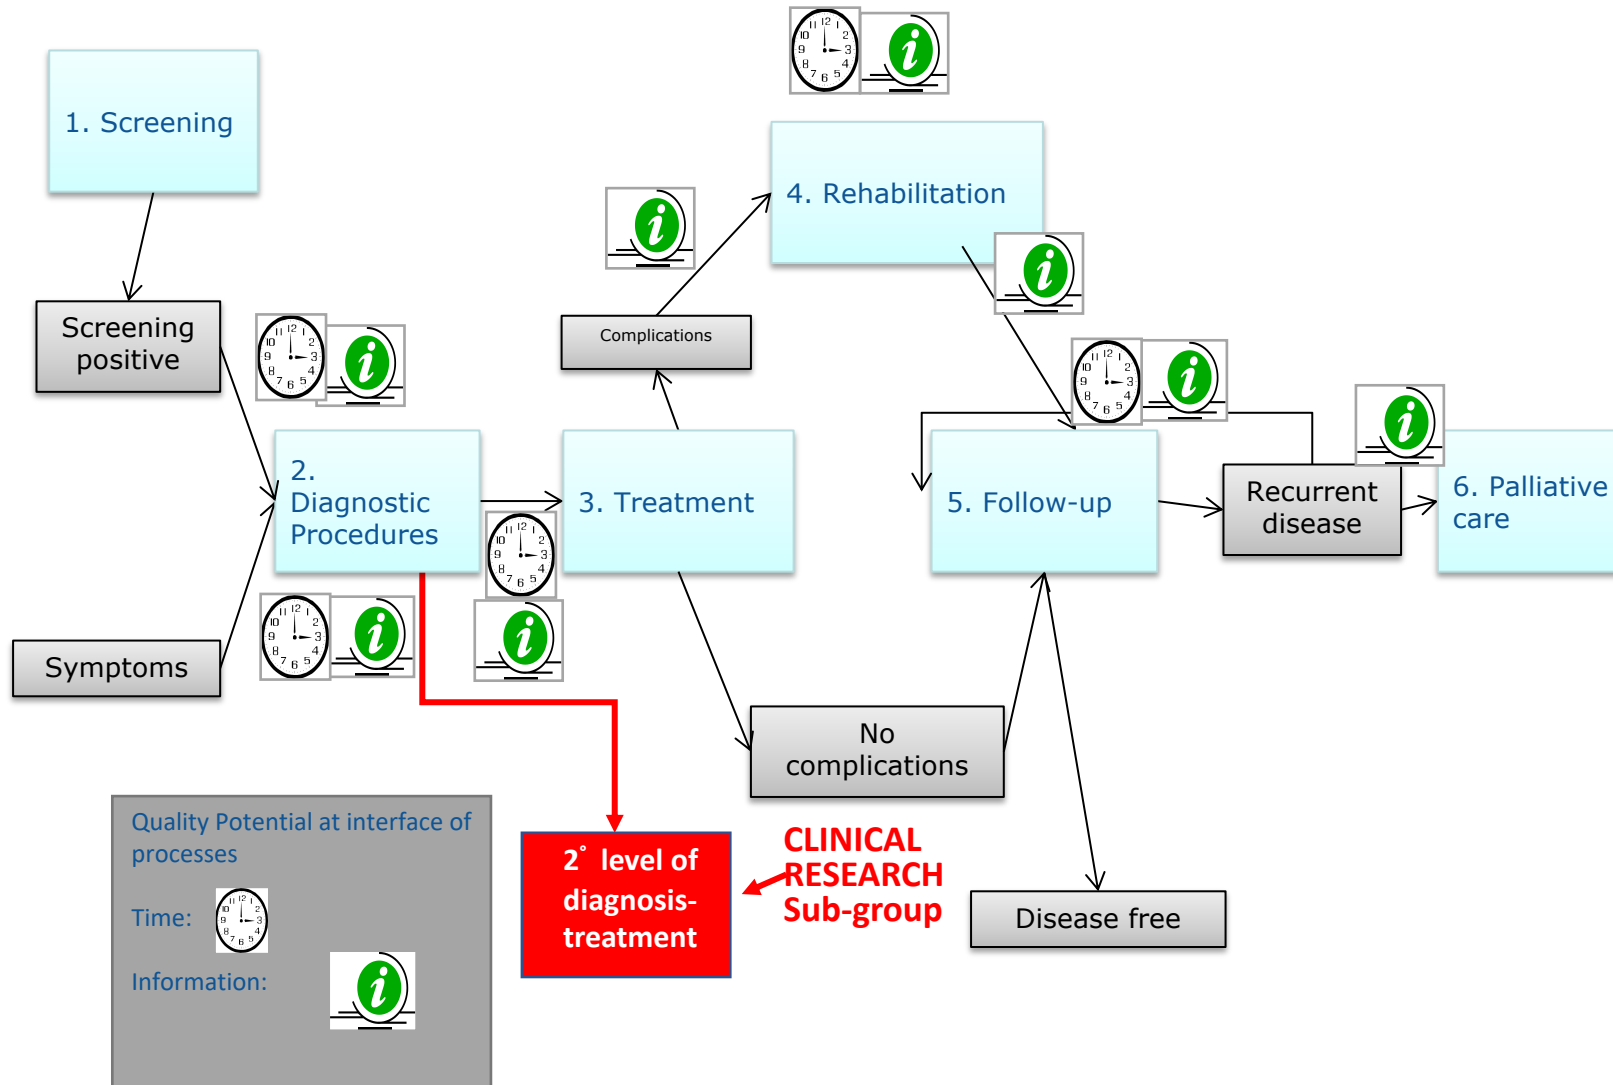 1. Screening
4. Rehabilitation
Screening
positive
Complications
2.
Diagnostic
Procedures
3. Treatment
5. Follow-up
Recurrent
disease
6. Palliative
care
Symptoms
No
complications
Quality Potential at interface of
processes
Time:
Information:
2° level of
diagnosis-
treatment
CLINICAL
RESEARCH
Sub-group
Disease free